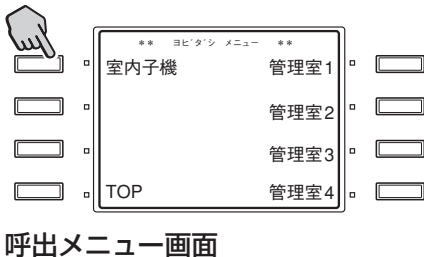 ** ヨビダシ メニュー **
室内子機 管理室1
管理室2
管理室3
TOP 管理室4
呼出メニュー画面